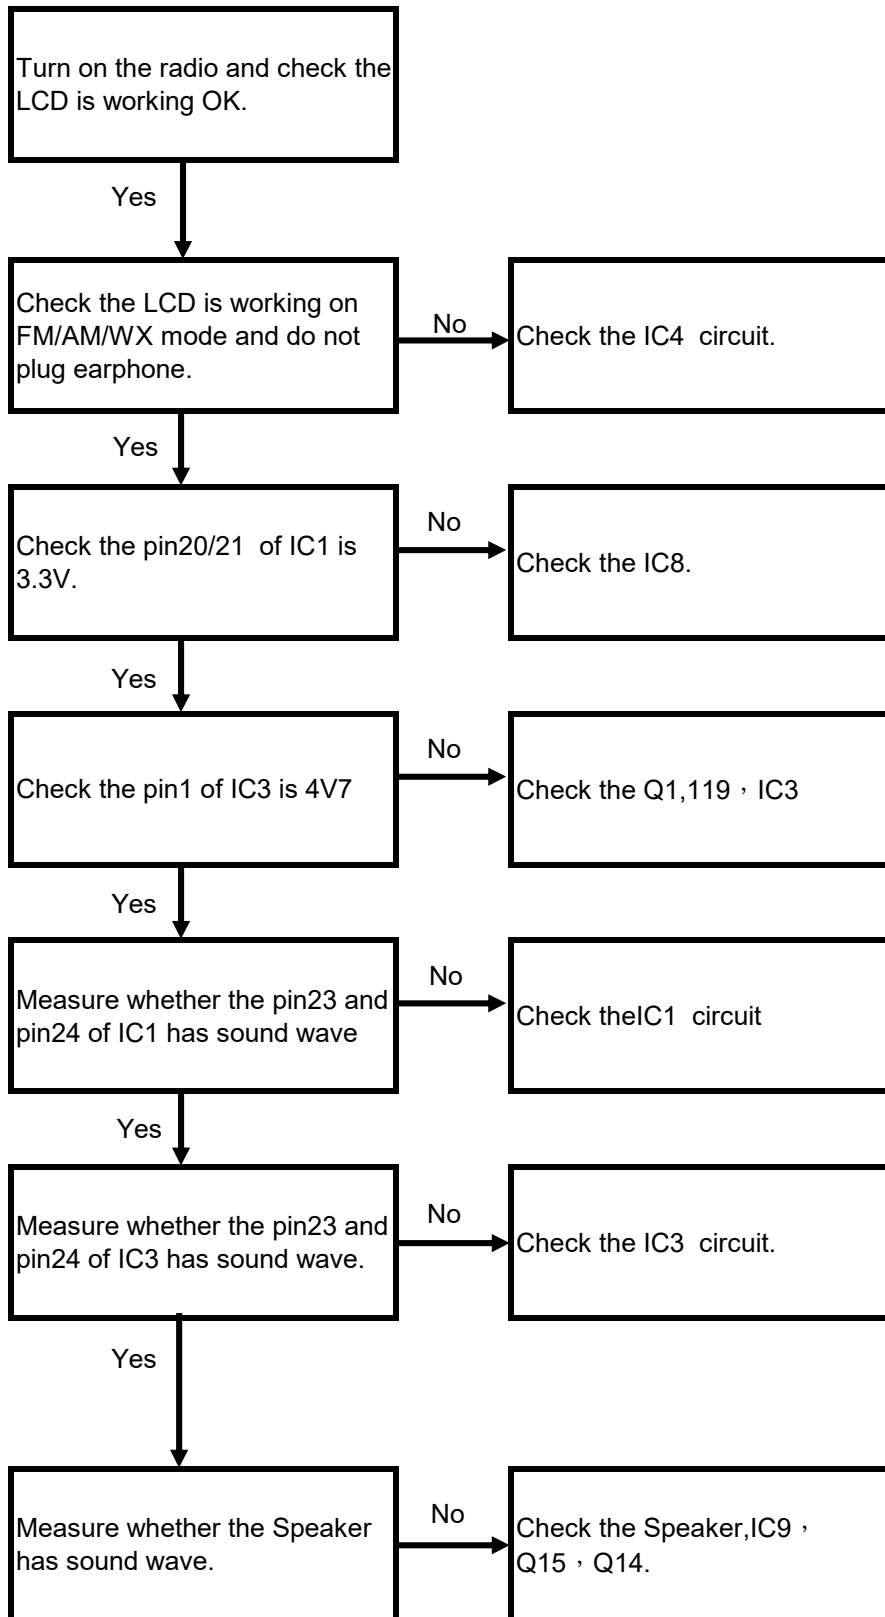 Turn on the radio and check the
LCD is working OK.
Yes
Check the LCD is working on
FM/AM/WX mode and do not
plug earphone.
No
Check the IC4  circuit.
Yes
Check the pin20/21  of IC1 is
3.3V.
No
Check the IC8.
Yes
Check the pin1 of IC3 is 4V7
No
Check the Q1,119，IC3
Yes
Measure whether the pin23 and
pin24 of IC1 has sound wave
No
Check theIC1  circuit
Yes
Measure whether the pin23 and
pin24 of IC3 has sound wave.
No
Check the IC3  circuit.
Yes
Measure whether the Speaker
has sound wave.
No
Check the Speaker,IC9，
Q15，Q14.